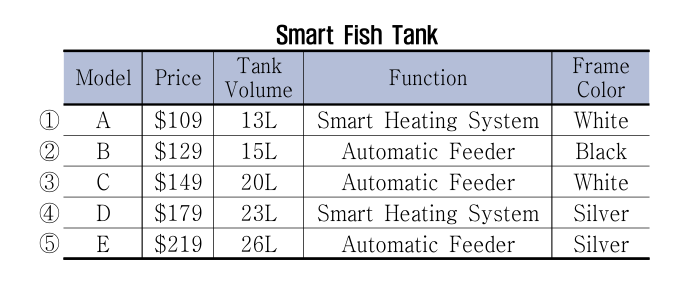 Smart Fish Tank
Model Price Tank Volume Function Frame Color
① A $109 13L Smart Heating System White
② B $129 15L Automatic Feeder Black
③ C $149 20L Automatic Feeder White
④ D $179 23L Smart Heating System Silver
⑤ E $219 26L Automatic Feeder Silver